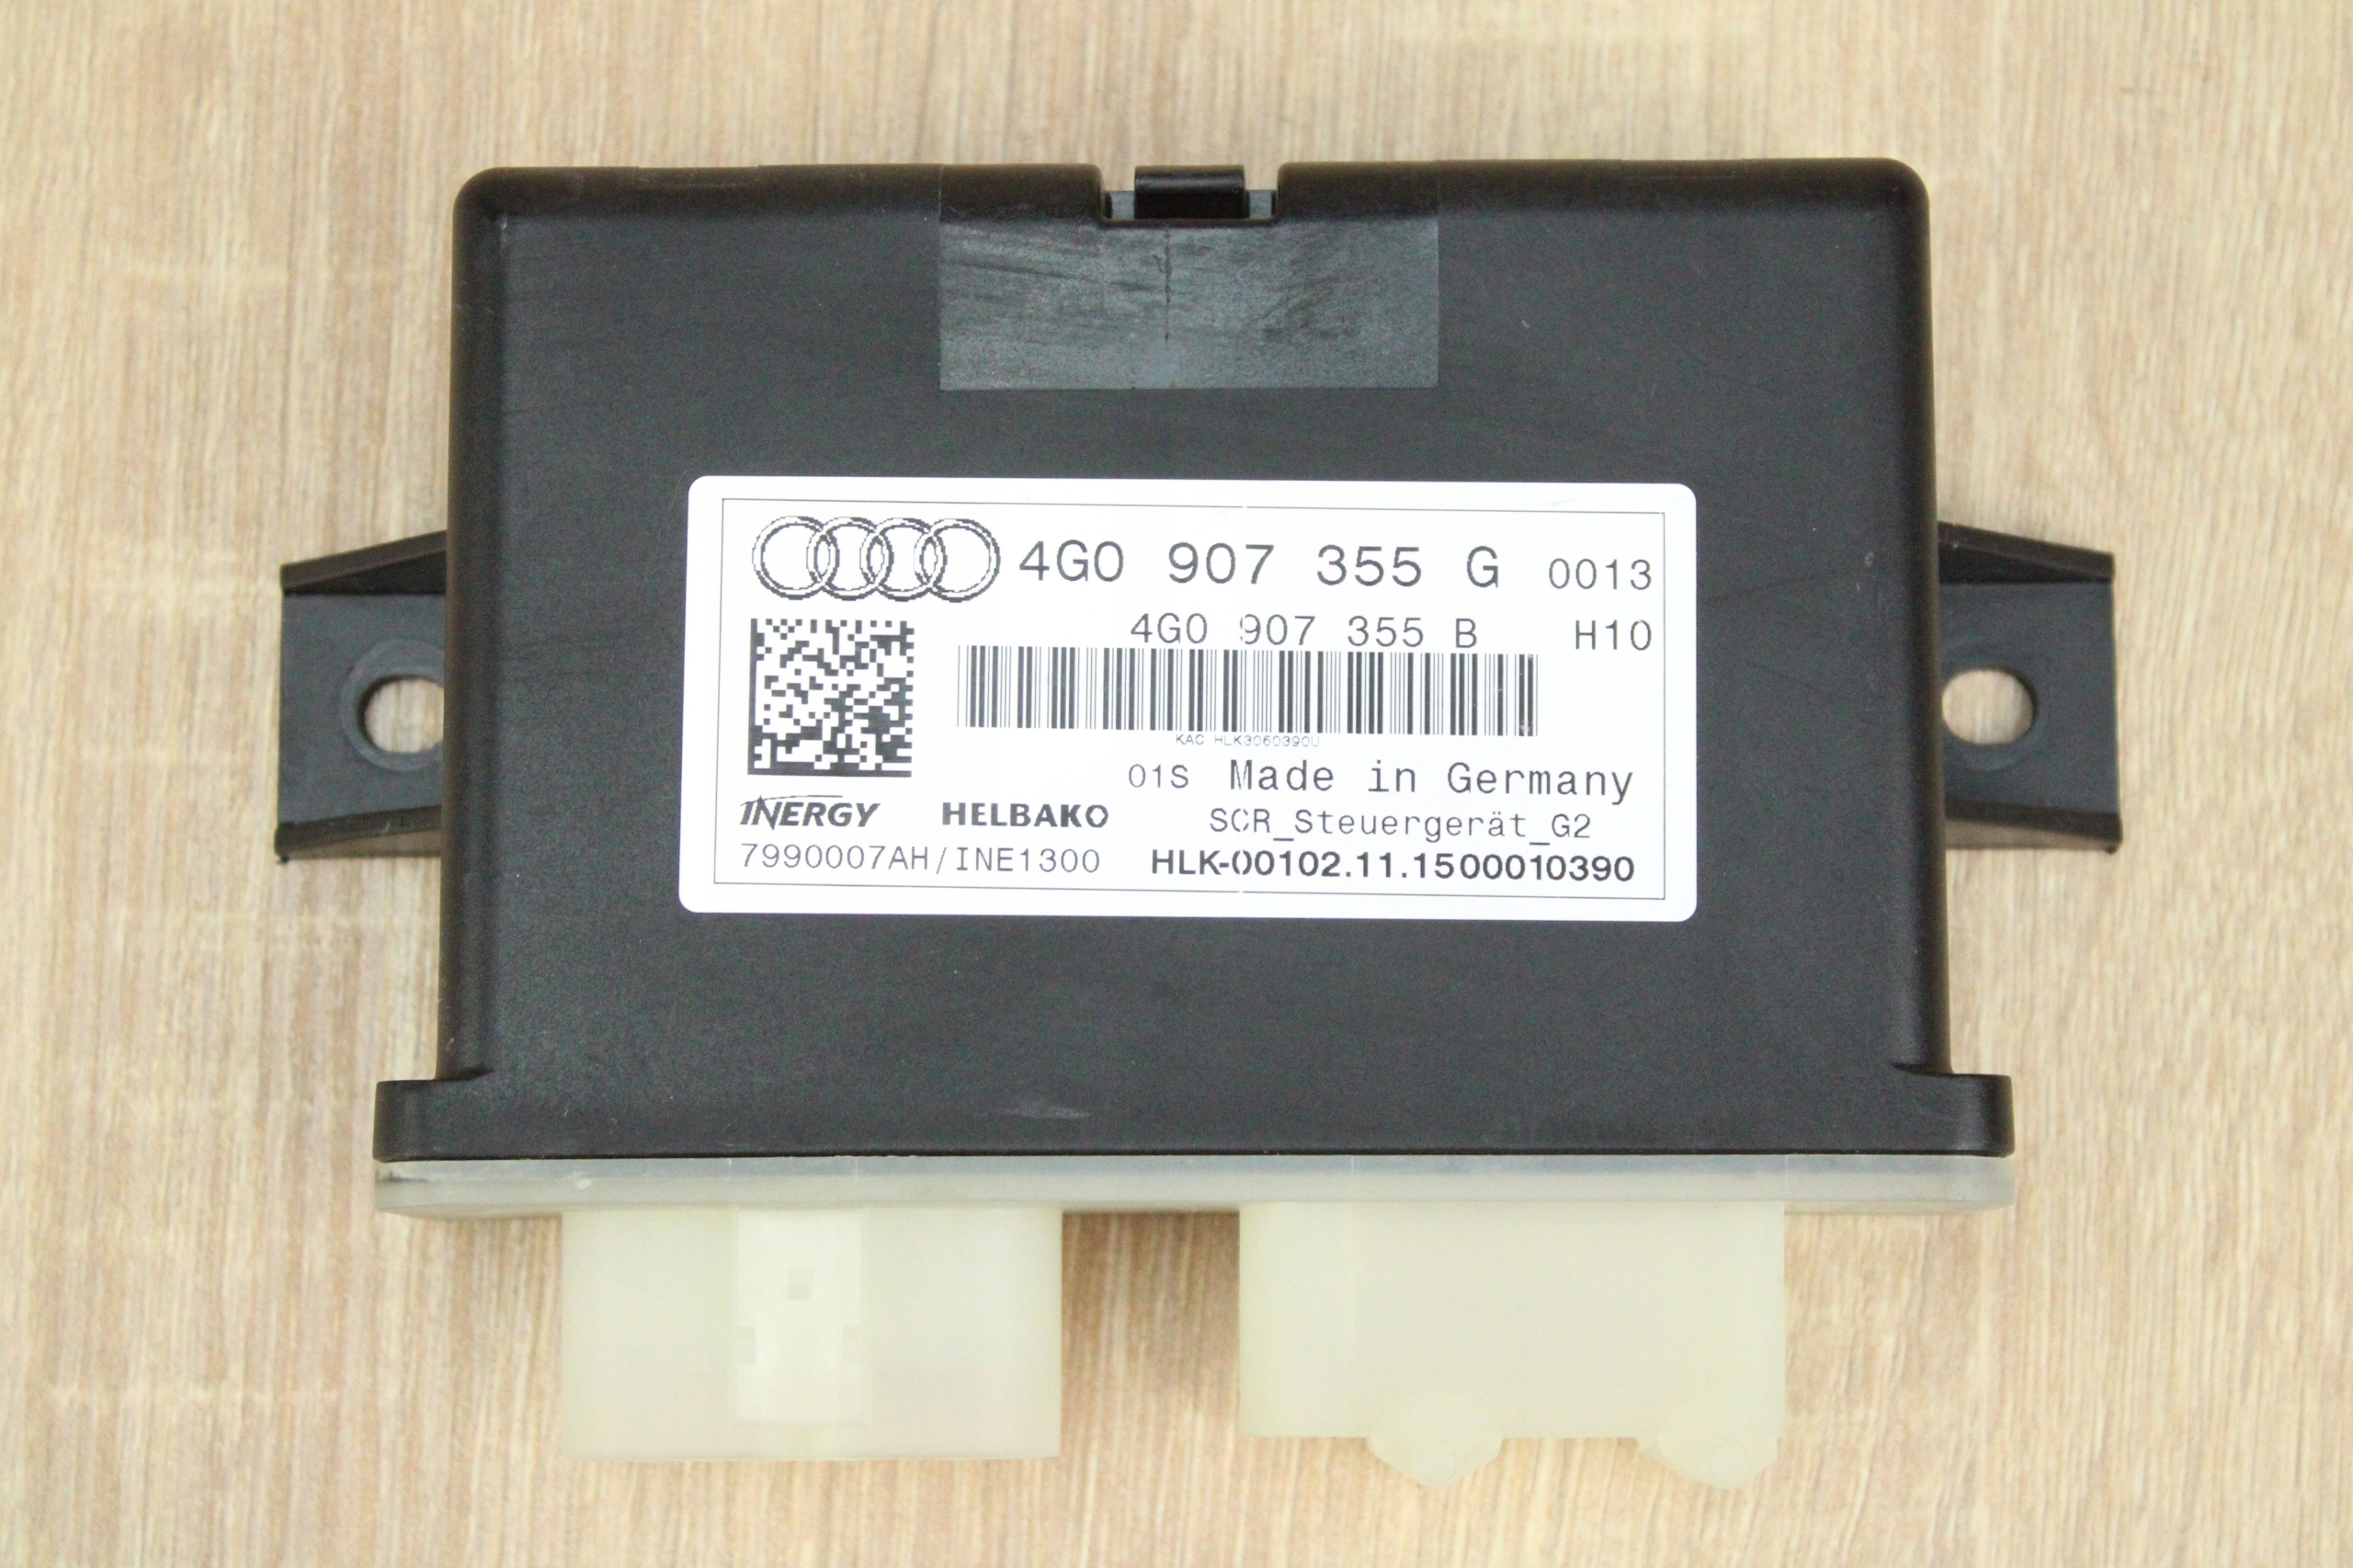 4G0 907 355 G 0013
4G0 907 355 B H10
KAC HLK3060390U
01S Made in Germany
INERGY HELBAKO SCR_Steuergerät_G2
7990007AH/INE1300 HLK-00102.11.1500010390